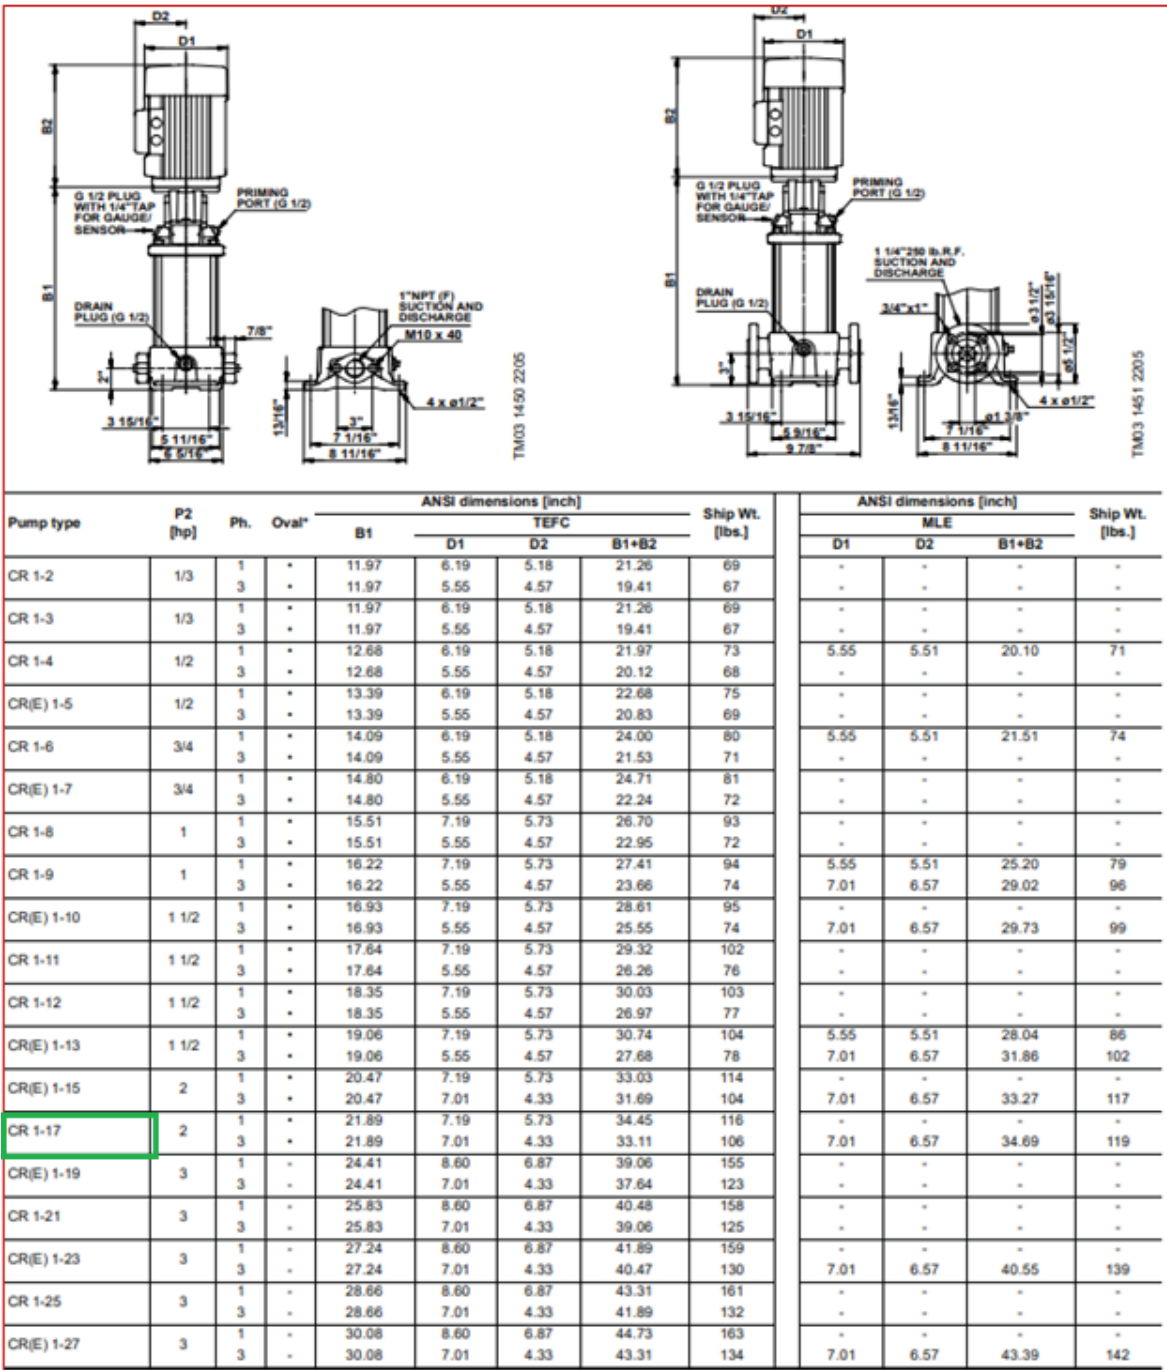 D2
D1
B2
G 1/2 PLUG
WITH 1/4"TAP
FOR GAUGE/
SENSOR
PRIMING
PORT (G 1/2)
B1
DRAIN
PLUG (G 1/2)
7/8"
2"
3 15/16"
5 11/16"
6 5/16"
1"NPT (F)
SUCTION AND
DISCHARGE
M10 x 40
13/16"
4 x ø1/2"
3"
7 1/16"
8 11/16"
TM03 1450 2205
D2
D1
B2
G 1/2 PLUG
WITH 1/4"TAP
FOR GAUGE/
SENSOR
PRIMING
PORT (G 1/2)
B1
DRAIN
PLUG (G 1/2)
3"
3 15/16"
5 9/16"
9 7/8"
1 1/4"250 lb.R.F.
SUCTION AND
DISCHARGE
3/4"x1"
ø3 1/2"
ø3 15/16"
ø5 1/2"
13/16"
4 x ø1/2"
ø1 3/8"
7 1/16"
8 11/16"
TM03 1451 2205
ANSI dimensions [inch] ANSI dimensions [inch]
Pump type P2 [hp] Ph. Oval* B1 TEFC Ship Wt. [lbs.] MLE Ship Wt. [lbs.]
D1 D2 B1+B2 D1 D2 B1+B2
CR 1-2 1/3 1 • 11.97 6.19 5.18 21.26 69 - - - -
3 • 11.97 5.55 4.57 19.41 67 - - - -
CR 1-3 1/3 1 • 11.97 6.19 5.18 21.26 69 - - - -
3 • 11.97 5.55 4.57 19.41 67 - - - -
CR 1-4 1/2 1 • 12.68 6.19 5.18 21.97 73 5.55 5.51 20.10 71
3 • 12.68 5.55 4.57 20.12 68 - - - -
CR(E) 1-5 1/2 1 • 13.39 6.19 5.18 22.68 75 - - - -
3 • 13.39 5.55 4.57 20.83 69 - - - -
CR 1-6 3/4 1 • 14.09 6.19 5.18 24.00 80 5.55 5.51 21.51 74
3 • 14.09 5.55 4.57 21.53 71 - - - -
CR(E) 1-7 3/4 1 • 14.80 6.19 5.18 24.71 81 - - - -
3 • 14.80 5.55 4.57 22.24 72 - - - -
CR 1-8 1 1 • 15.51 7.19 5.73 26.70 93 - - - -
3 • 15.51 5.55 4.57 22.95 72 - - - -
CR 1-9 1 1 • 16.22 7.19 5.73 27.41 94 5.55 5.51 25.20 79
3 • 16.22 5.55 4.57 23.66 74 7.01 6.57 29.02 96
CR(E) 1-10 1 1/2 1 • 16.93 7.19 5.73 28.61 95 - - - -
3 • 16.93 5.55 4.57 25.55 74 7.01 6.57 29.73 99
CR 1-11 1 1/2 1 • 17.64 7.19 5.73 29.32 102 - - - -
3 • 17.64 5.55 4.57 26.26 76 - - - -
CR 1-12 1 1/2 1 • 18.35 7.19 5.73 30.03 103 - - - -
3 • 18.35 5.55 4.57 26.97 77 - - - -
CR(E) 1-13 1 1/2 1 • 19.06 7.19 5.73 30.74 104 5.55 5.51 28.04 86
3 • 19.06 5.55 4.57 27.68 78 7.01 6.57 31.86 102
CR(E) 1-15 2 1 • 20.47 7.19 5.73 33.03 114 - - - -
3 • 20.47 7.01 4.33 31.69 104 7.01 6.57 33.27 117
CR 1-17 2 1 • 21.89 7.19 5.73 34.45 116 - - - -
3 • 21.89 7.01 4.33 33.11 106 7.01 6.57 34.69 119
CR(E) 1-19 3 1 - 24.41 8.60 6.87 39.06 155 - - - -
3 - 24.41 7.01 4.33 37.64 123 - - - -
CR 1-21 3 1 - 25.83 8.60 6.87 40.48 158 - - - -
3 - 25.83 7.01 4.33 39.06 125 - - - -
CR(E) 1-23 3 1 - 27.24 8.60 6.87 41.89 159 - - - -
3 - 27.24 7.01 4.33 40.47 130 7.01 6.57 40.55 139
CR 1-25 3 1 - 28.66 8.60 6.87 43.31 161 - - - -
3 - 28.66 7.01 4.33 41.89 132 - - - -
CR(E) 1-27 3 1 - 30.08 8.60 6.87 44.73 163 - - - -
3 - 30.08 7.01 4.33 43.31 134 7.01 6.57 43.39 142